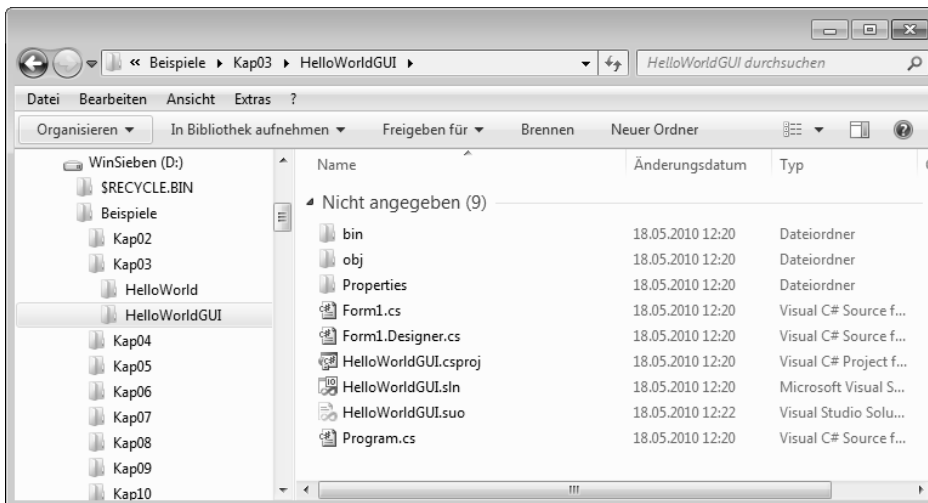 « Beispiele Kap03 HelloWorldGUI HelloWorldGUI durchsuchen
Datei Bearbeiten Ansicht Extras ?
Organisieren In Bibliothek aufnehmen Freigeben für Brennen Neuer Ordner
WinSieben (D:)
$RECYCLE.BIN
Beispiele
Kap02
Kap03
HelloWorld
HelloWorldGUI
Kap04
Kap05
Kap06
Kap07
Kap08
Kap09
Kap10
Name Änderungsdatum Typ
Nicht angegeben (9)
bin 18.05.2010 12:20 Dateiordner
obj 18.05.2010 12:20 Dateiordner
Properties 18.05.2010 12:20 Dateiordner
Form1.cs 18.05.2010 12:20 Visual C# Source f...
Form1.Designer.cs 18.05.2010 12:20 Visual C# Source f...
HelloWorldGUI.csproj 18.05.2010 12:20 Visual C# Project f...
HelloWorldGUI.sln 18.05.2010 12:20 Microsoft Visual S...
HelloWorldGUI.suo 18.05.2010 12:22 Visual Studio Solu...
Program.cs 18.05.2010 12:20 Visual C# Source f...